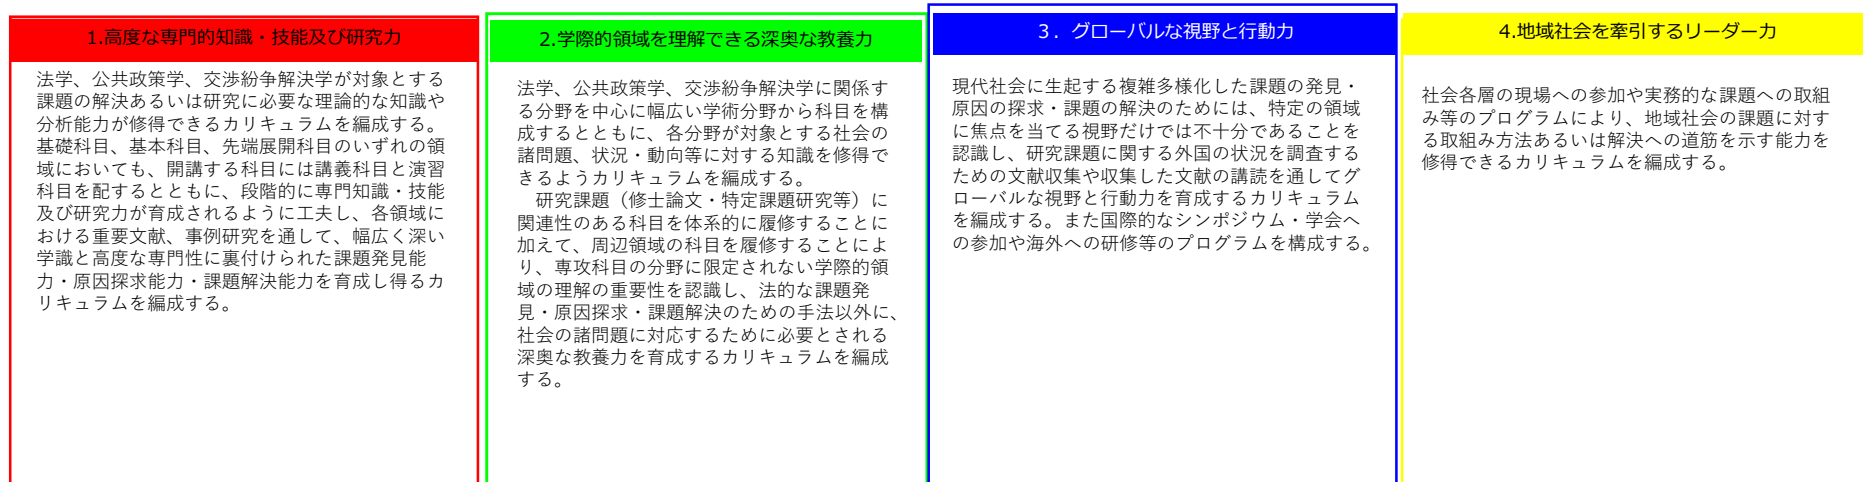 1.高度な専門的知識・技能及び研究力
法学、公共政策学、交渉紛争解決学が対象とする
課題の解決あるいは研究に必要な理論的な知識や
分析能力が修得できるカリキュラムを編成する。
基礎科目、基本科目、先端展開科目のいずれの領
域においても、開講する科目には講義科目と演習
科目を配するとともに、段階的に専門知識・技能
及び研究力が育成されるように工夫し、各領域に
おける重要文献、事例研究を通して、幅広く深い
学識と高度な専門性に裏付けられた課題発見能
力・原因探求能力・課題解決能力を育成し得るカ
リキュラムを編成する。
2.学際的領域を理解できる深奥な教養力
法学、公共政策学、交渉紛争解決学に関係す
る分野を中心に幅広い学術分野から科目を構
成するとともに、各分野が対象とする社会の
諸問題、状況・動向等に対する知識を修得で
きるようカリキュラムを編成する。
　研究課題（修士論文・特定課題研究等）に
関連性のある科目を体系的に履修することに
加えて、周辺領域の科目を履修することによ
り、専攻科目の分野に限定されない学際的領
域の理解の重要性を認識し、法的な課題発
見・原因探求・課題解決のための手法以外に、
社会の諸問題に対応するために必要とされる
深奥な教養力を育成するカリキュラムを編成
する。
３．グローバルな視野と行動力
現代社会に生起する複雑多様化した課題の発見・
原因の探求・課題の解決のためには、特定の領域
に焦点を当てる視野だけでは不十分であることを
認識し、研究課題に関する外国の状況を調査する
ための文献収集や収集した文献の講読を通してグ
ローバルな視野と行動力を育成するカリキュラム
を編成する。また国際的なシンポジウム・学会へ
の参加や海外への研修等のプログラムを構成する。
4.地域社会を牽引するリーダー力
社会各層の現場への参加や実務的な課題への取組
み等のプログラムにより、地域社会の課題に対す
る取組み方法あるいは解決への道筋を示す能力を
修得できるカリキュラムを編成する。